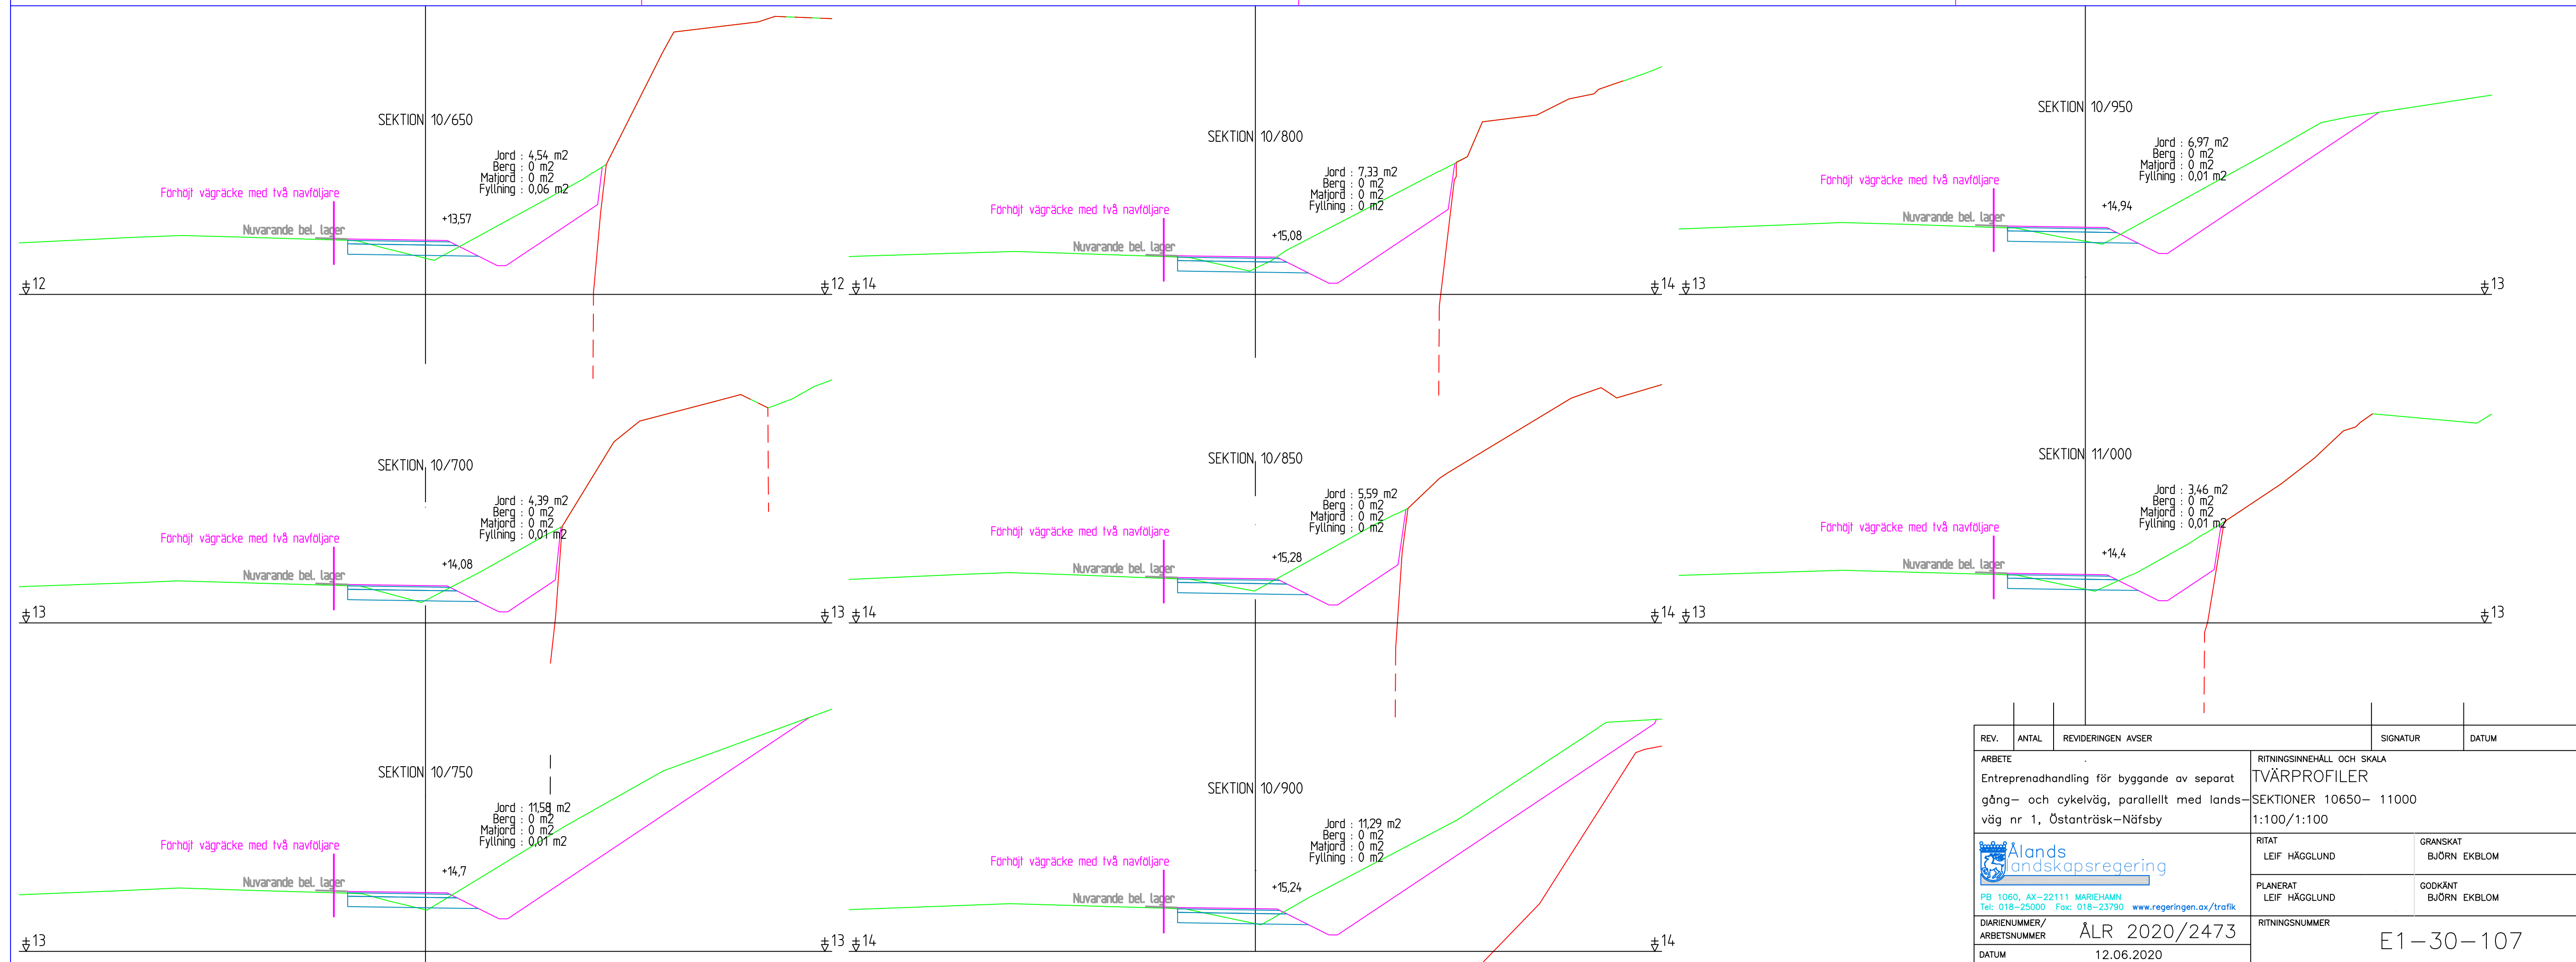 SEKTION 10/650
Jord : 4,54 m2
Berg : 0 m2
Matjord : 0 m2
Fyllning : 0,06 m2
Förhöjt vägräcke med två navföljare
+13,57
Nuvarande bel. lager
+12
+12
SEKTION 10/800
Jord : 7,33 m2
Berg : 0 m2
Matjord : 0 m2
Fyllning : 0 m2
Förhöjt vägräcke med två navföljare
+15,08
Nuvarande bel. lager
+14
+14
SEKTION 10/950
Jord : 6,97 m2
Berg : 0 m2
Matjord : 0 m2
Fyllning : 0,01 m2
Förhöjt vägräcke med två navföljare
+14,94
Nuvarande bel. lager
+13
+13
SEKTION 10/700
Jord : 4,39 m2
Berg : 0 m2
Matjord : 0 m2
Fyllning : 0,01 m2
Förhöjt vägräcke med två navföljare
+14,08
Nuvarande bel. lager
+13
+13
SEKTION 10/850
Jord : 5,59 m2
Berg : 0 m2
Matjord : 0 m2
Fyllning : 0 m2
Förhöjt vägräcke med två navföljare
+15,28
Nuvarande bel. lager
+14
+14
SEKTION 11/000
Jord : 3,46 m2
Berg : 0 m2
Matjord : 0 m2
Fyllning : 0,01 m2
Förhöjt vägräcke med två navföljare
+14,4
Nuvarande bel. lager
+13
+13
SEKTION 10/750
Jord : 11,58 m2
Berg : 0 m2
Matjord : 0 m2
Fyllning : 0,01 m2
Förhöjt vägräcke med två navföljare
+14,7
Nuvarande bel. lager
+13
+13
SEKTION 10/900
Jord : 11,29 m2
Berg : 0 m2
Matjord : 0 m2
Fyllning : 0 m2
Förhöjt vägräcke med två navföljare
+15,24
Nuvarande bel. lager
+14
+14
REV. ANTAL REVIDERINGEN AVSER SIGNATUR DATUM
ARBETE
Entreprenadhandling för byggande av separat
gång- och cykelväg, parallellt med lands-
väg nr 1, Östanträsk-Näfsby
RITNINGSINNEHÅLL OCH SKALA
TVÄRPROFILER
SEKTIONER 10650- 11000
1:100/1:100
Ålands
landskapsregering
PB 1060, AX-22111 MARIEHAMN
Tel: 018-25000 Fax: 018-23790 www.regeringen.ax/trafik
RITAT
LEIF HÄGGLUND
GRANSKAT
BJÖRN EKBLOM
PLANERAT
LEIF HÄGGLUND
GODKÄNT
BJÖRN EKBLOM
DIARIENUMMER/
ARBETSNUMMER
ÅLR 2020/2473
RITNINGSNUMMER
E1-30-107
DATUM
12.06.2020